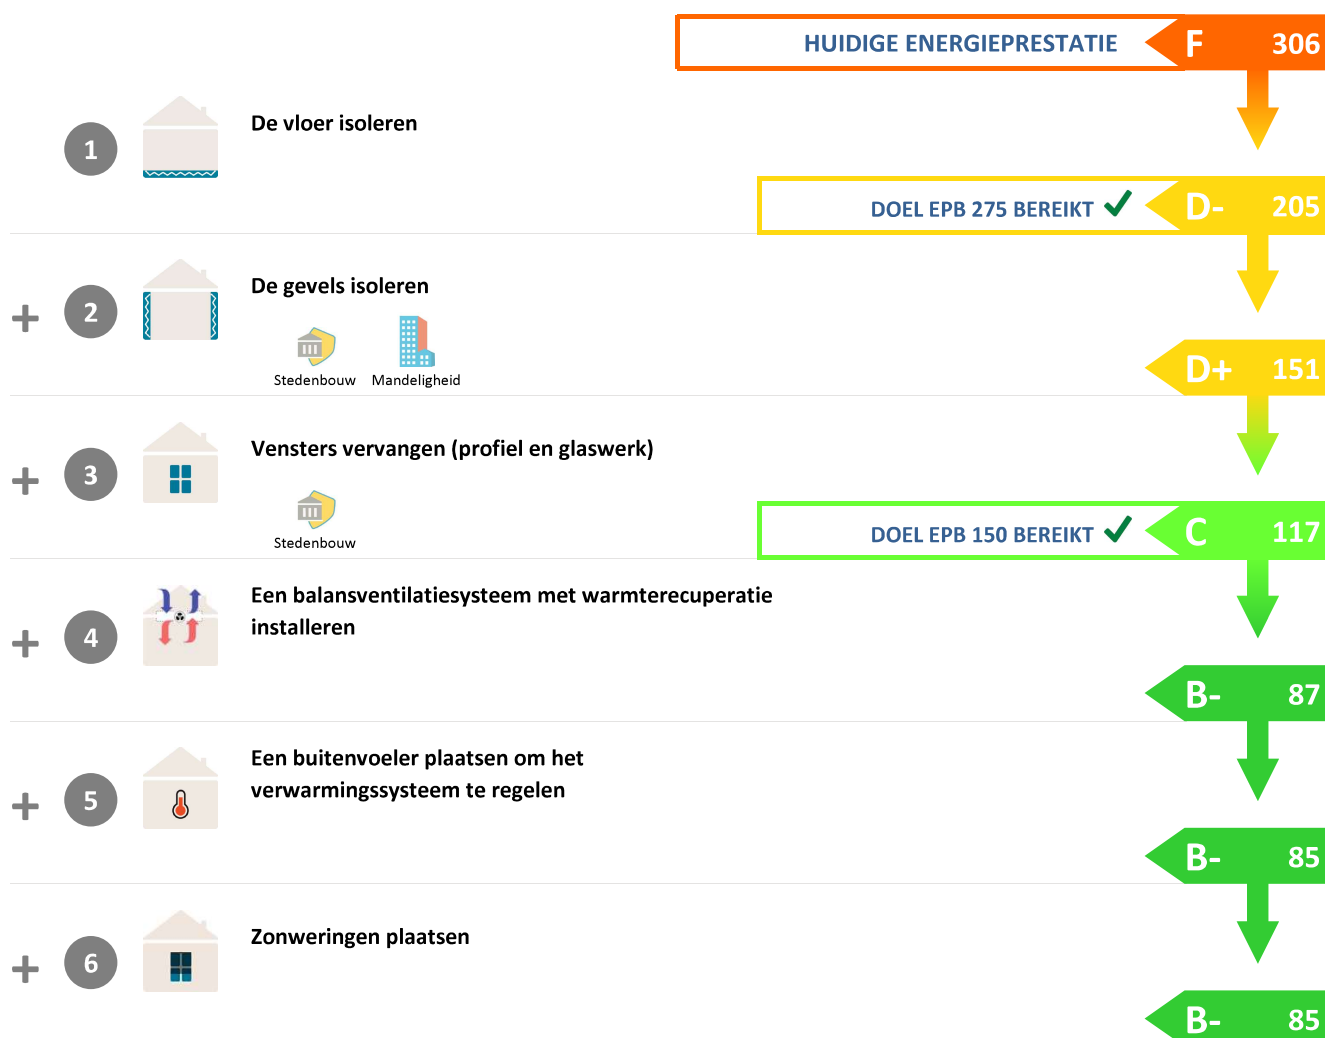 HUIDIGE ENERGIEPRESTATIE F 306
1 De vloer isoleren
DOEL EPB 275 BEREIKT D- 205
+ 2 De gevels isoleren
Stedenbouw Mandeligheid
D+ 151
+ 3 Vensters vervangen (profiel en glaswerk)
Stedenbouw
DOEL EPB 150 BEREIKT C 117
+ 4 Een balansventilatiesysteem met warmterecuperatie
installeren
B- 87
+ 5 Een buitenvoeler plaatsen om het
verwarmingssysteem te regelen
B- 85
+ 6 Zonweringen plaatsen
B- 85